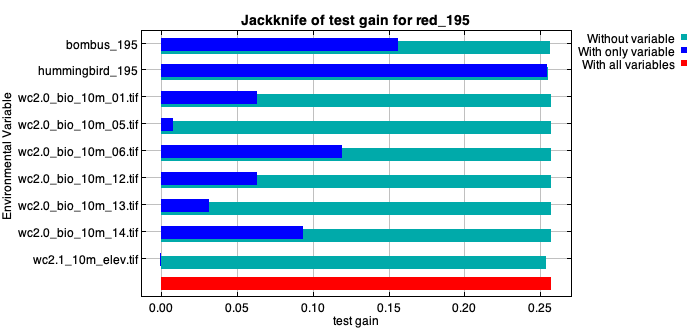 Jackknife of test gain for red_195
Without variable
With only variable
With all variables
Environmental Variable
bombus_195
hummingbird_195
wc2.0_bio_10m_01.tif
wc2.0_bio_10m_05.tif
wc2.0_bio_10m_06.tif
wc2.0_bio_10m_12.tif
wc2.0_bio_10m_13.tif
wc2.0_bio_10m_14.tif
wc2.1_10m_elev.tif
0.00 0.05 0.10 0.15 0.20 0.25
test gain